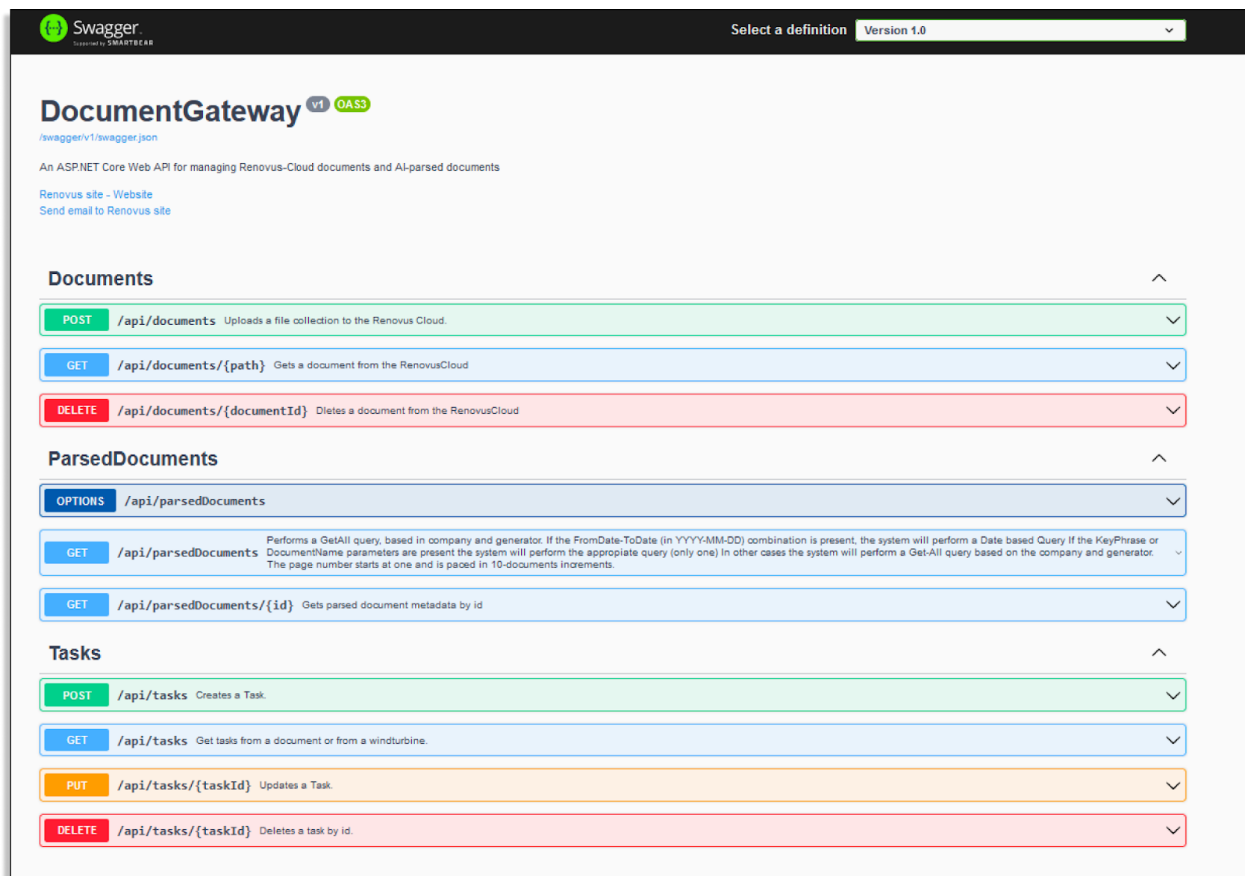 Swagger.
Supported by SMARTBEAR
Select a definition
Version 1.0
DocumentGateway v1 OAS3
/swagger/v1/swagger.json
An ASP.NET Core Web API for managing Renovus-Cloud documents and AI-parsed documents
Renovus site - Website
Send email to Renovus site
Documents
POST /api/documents Uploads a file collection to the Renovus Cloud.
GET /api/documents/{path} Gets a document from the RenovusCloud
DELETE /api/documents/{documentId} Dletes a document from the RenovusCloud
ParsedDocuments
OPTIONS /api/parsedDocuments
GET /api/parsedDocuments
Performs a GetAll query, based in company and generator. If the FromDate-ToDate (in YYYY-MM-DD) combination is present, the system will perform a Date based Query If the KeyPhrase or
DocumentName parameters are present the system will perform the appropiate query (only one) In other cases the system will perform a Get-All query based on the company and generator.
The page number starts at one and is paced in 10-documents increments.
GET /api/parsedDocuments/{id} Gets parsed document metadata by id
Tasks
POST /api/tasks Creates a Task.
GET /api/tasks Get tasks from a document or from a windturbine.
PUT /api/tasks/{taskId} Updates a Task.
DELETE /api/tasks/{taskId} Deletes a task by id.